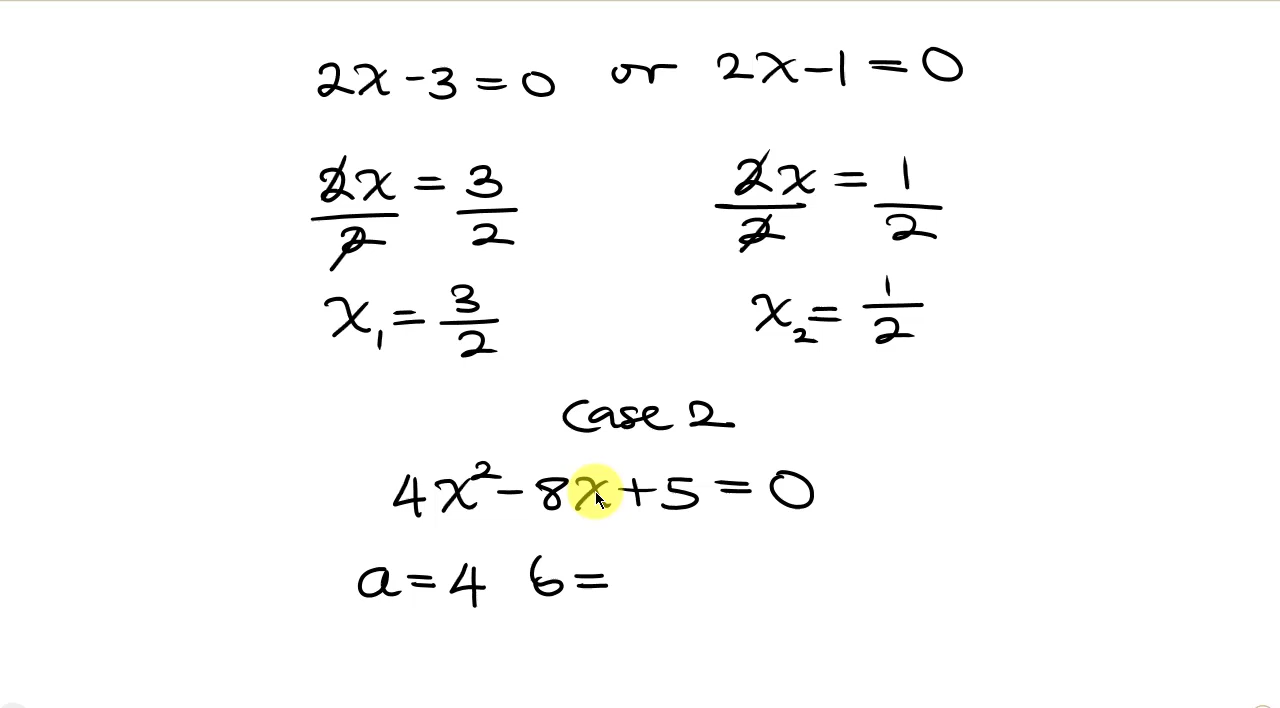 2x - 3 = 0 or 2x - 1 = 0
2x/2 = 3/2 2x/2 = 1/2
x₁ = 3/2 x₂ = 1/2
Case 2
4x² - 8x + 5 = 0
a = 4 b =